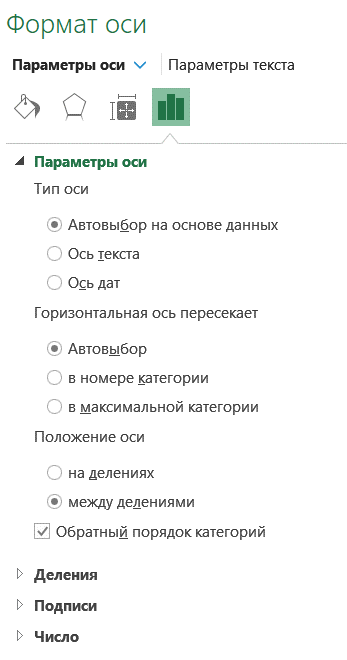 Формат оси
Параметры оси Параметры текста
Параметры оси
Тип оси
Автовыбор на основе данных
Ось текста
Ось дат
Горизонтальная ось пересекает
Автовыбор
в номере категории
в максимальной категории
Положение оси
на делениях
между делениями
Обратный порядок категорий
Деления
Подписи
Число